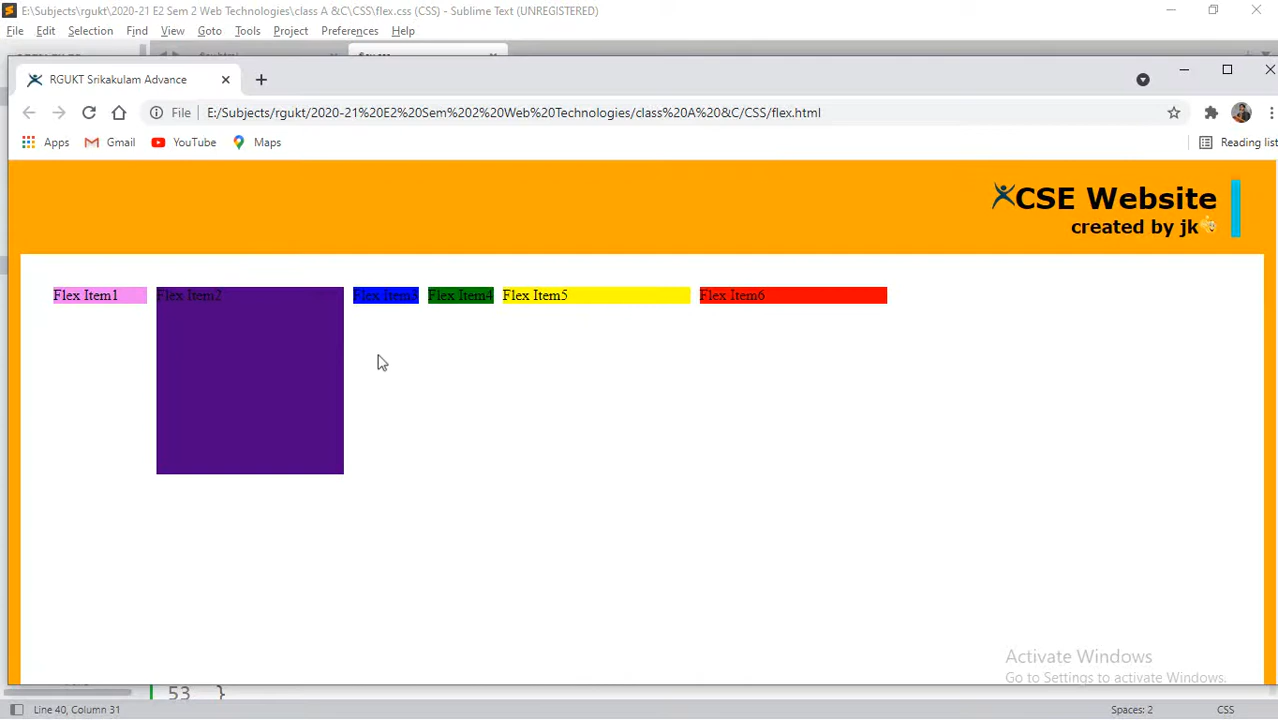 E:\Subjects\rgukt\2020-21 E2 Sem 2 Web Technologies\class A &C\CSS\flex.css (CSS) - Sublime Text (UNREGISTERED)
File Edit Selection Find View Goto Tools Project Preferences Help
RGUKT Srikakulam Advance
File E:/Subjects/rgukt/2020-21%20E2%20Sem%202%20Web%20Technologies/class%20A%20&C/CSS/flex.html
Apps Gmail YouTube Maps Reading list
CSE Website
created by jk
Flex Item1 Flex Item2 Flex Item3 Flex Item4 Flex Item5 Flex Item6
Activate Windows
Go to Settings to activate Windows.
53 }
Line 40, Column 31 Spaces: 2 CSS